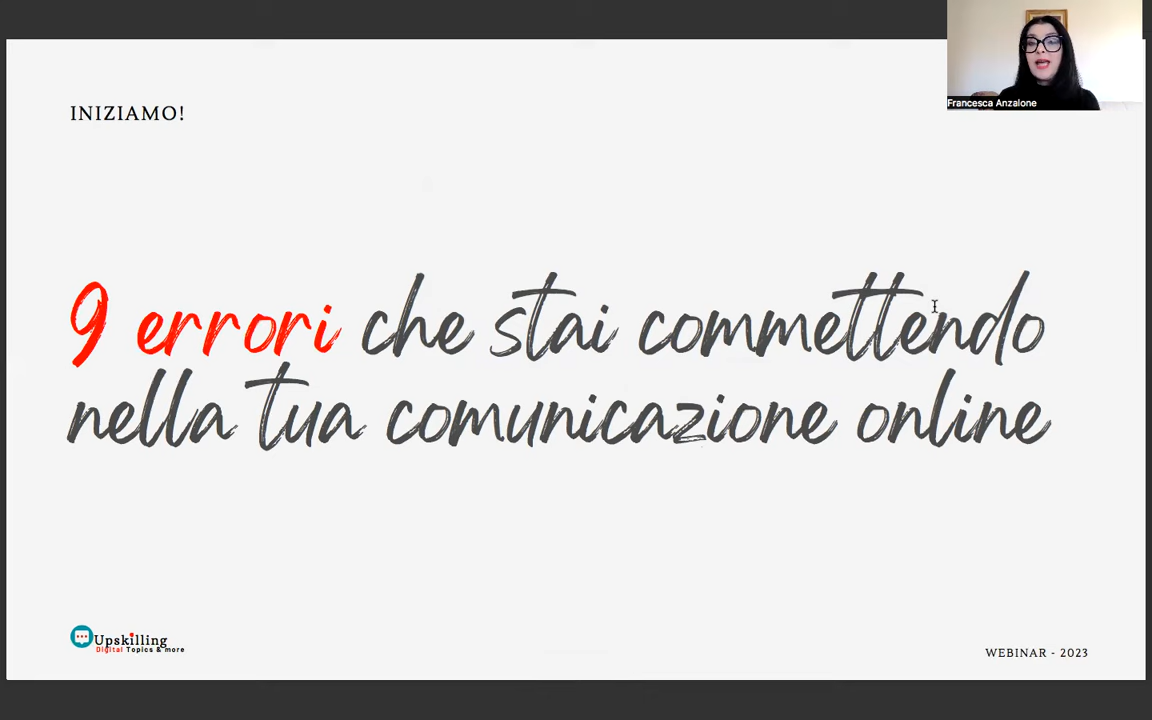 Francesca Anzalone
INIZIAMO!
9 errori che stai commettendo
nella tua comunicazione online
Upskilling
Digital Topics & more
WEBINAR - 2023